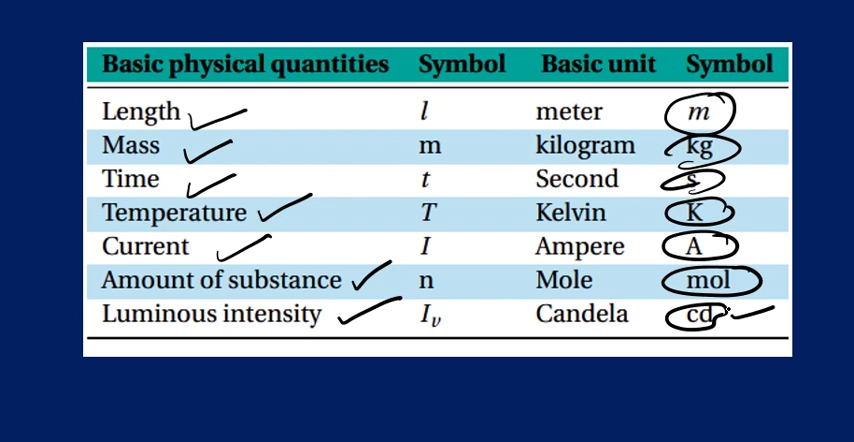 Basic physical quantities Symbol Basic unit Symbol
Length l meter m
Mass m kilogram kg
Time t Second s
Temperature T Kelvin K
Current I Ampere A
Amount of substance n Mole mol
Luminous intensity Iᵥ Candela cd